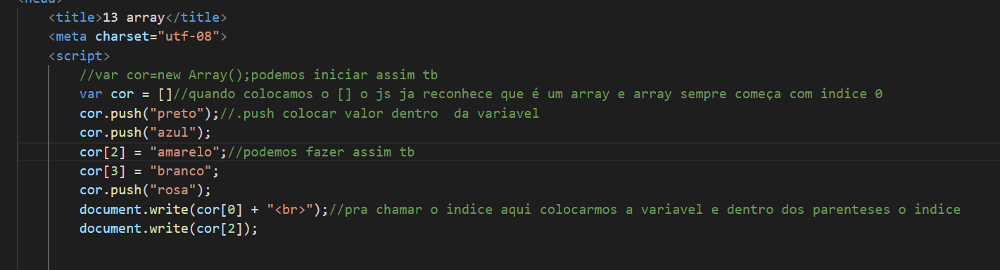 <head>
<title>13 array</title>
<meta charset="utf-08">
<script>
//var cor=new Array();podemos iniciar assim tb
var cor = []//quando colocamos o [] o js ja reconhece que é um array e array sempre começa com indice 0
cor.push("preto");//.push colocar valor dentro  da variavel
cor.push("azul");
cor[2] = "amarelo";//podemos fazer assim tb
cor[3] = "branco";
cor.push("rosa");
document.write(cor[0] + "<br>");//pra chamar o indice aqui colocarmos a variavel e dentro dos parenteses o indice
document.write(cor[2]);